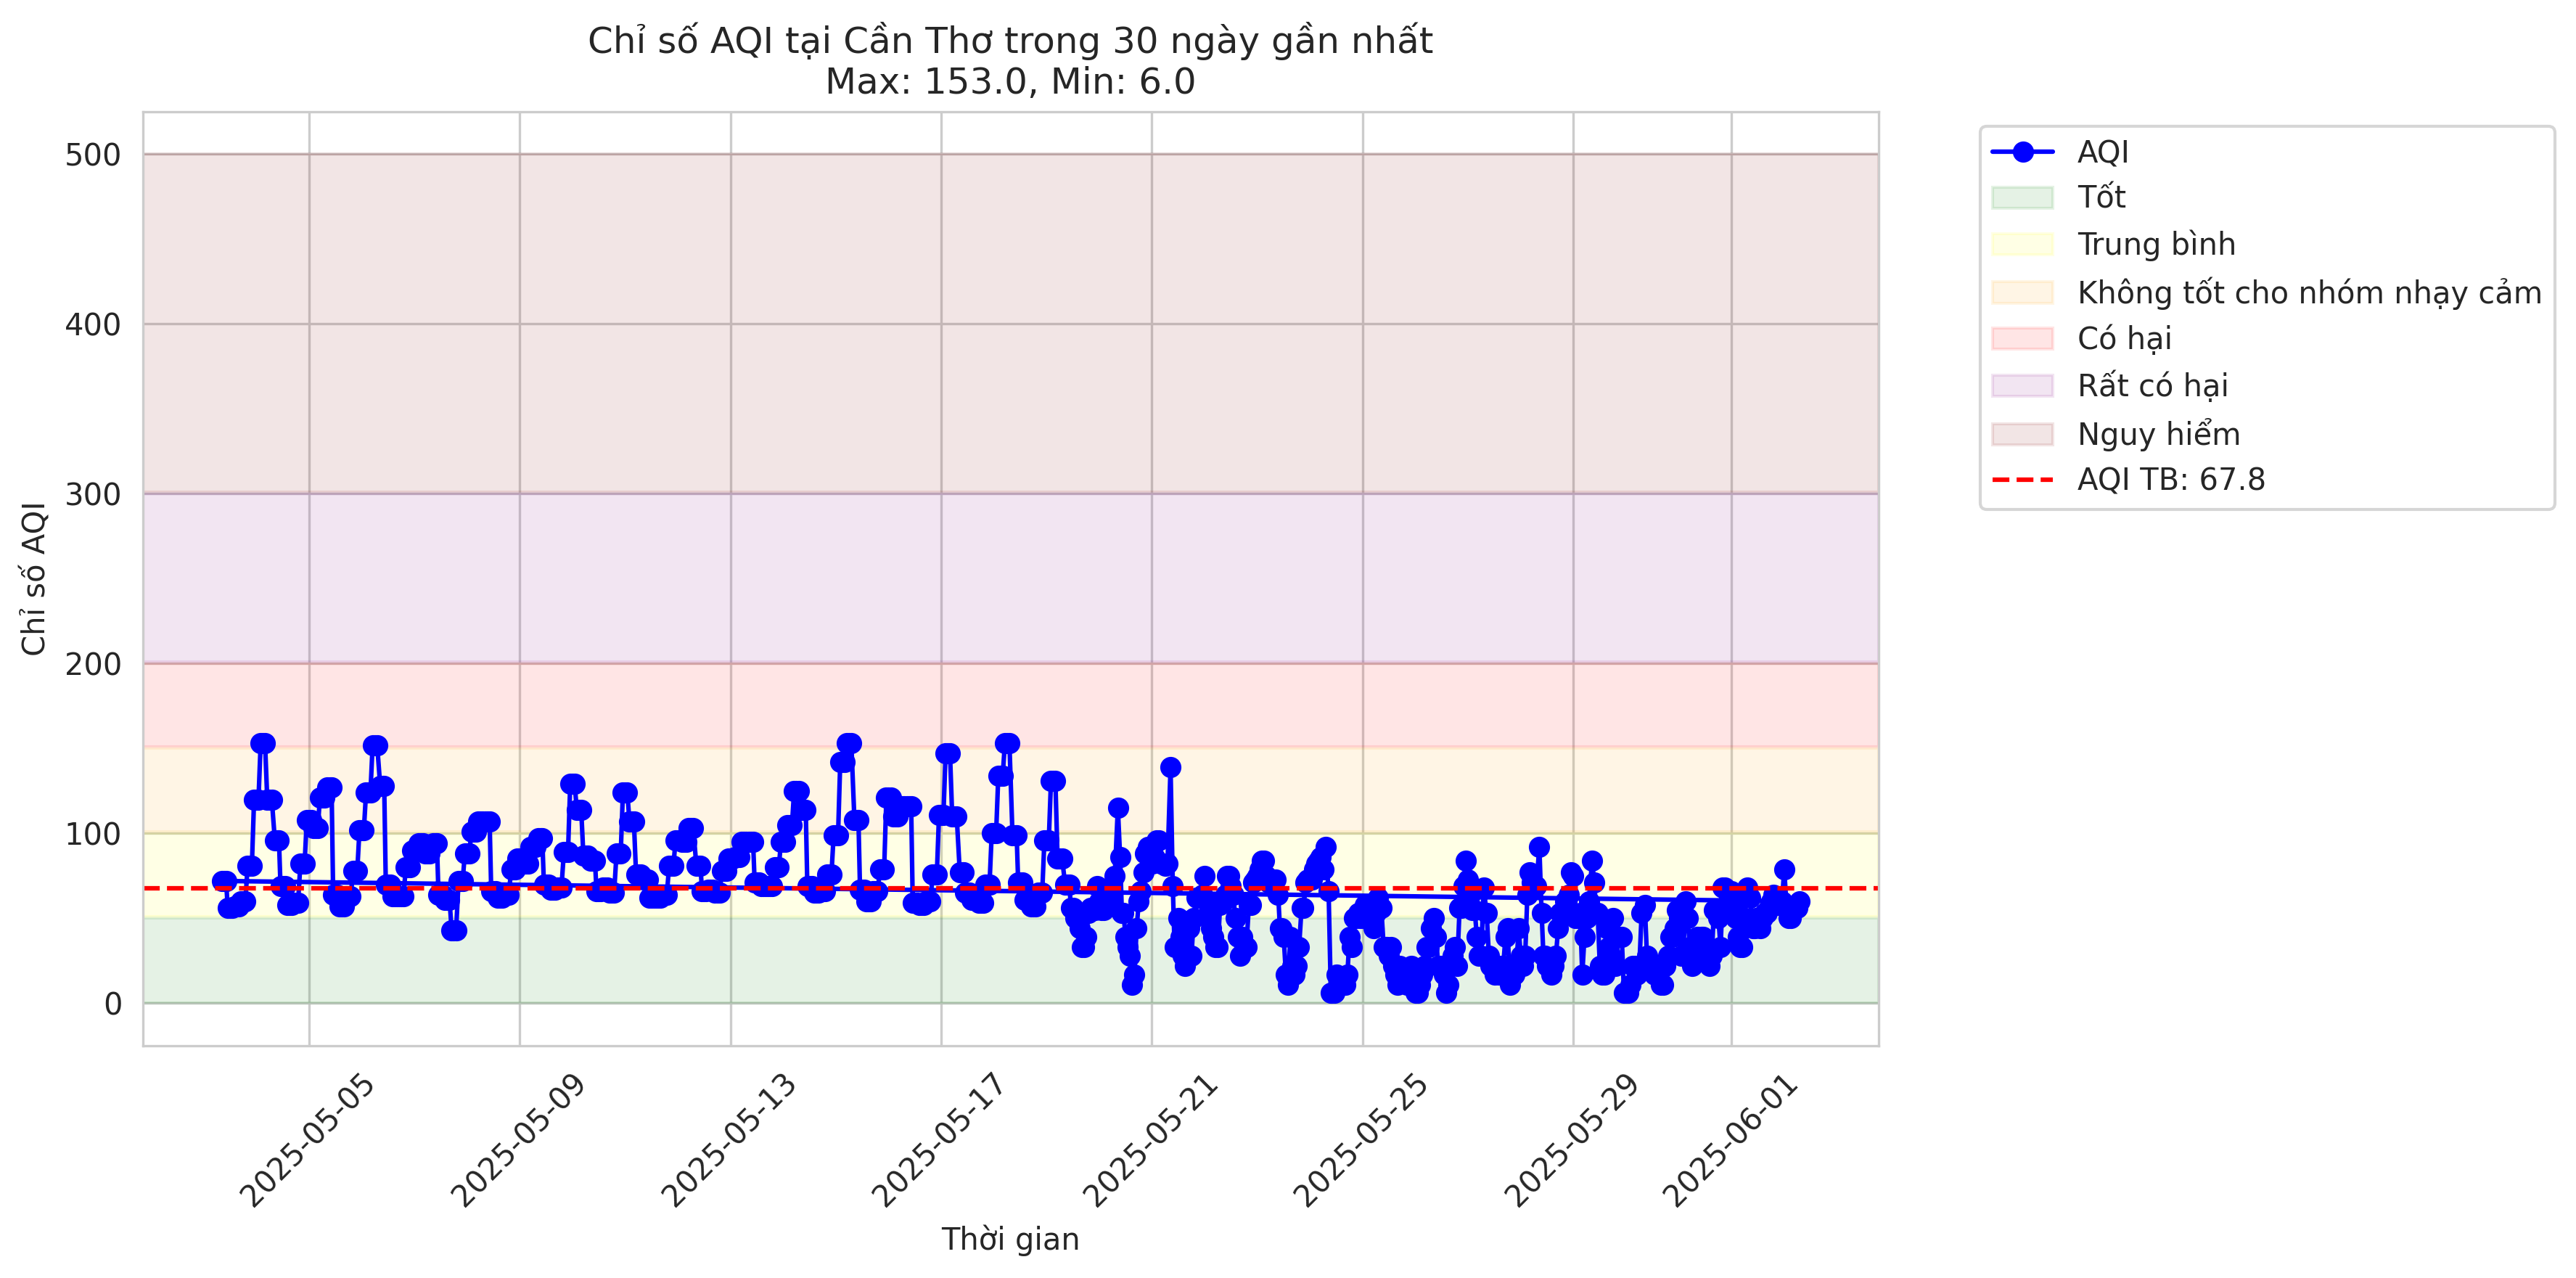 Chỉ số AQI tại Cần Thơ trong 30 ngày gần nhất
Max: 153.0, Min: 6.0
Chỉ số AQI
500
400
300
200
100
0
2025-05-05
2025-05-09
2025-05-13
2025-05-17
2025-05-21
2025-05-25
2025-05-29
2025-06-01
Thời gian
AQI
Tốt
Trung bình
Không tốt cho nhóm nhạy cảm
Có hại
Rất có hại
Nguy hiểm
AQI TB: 67.8